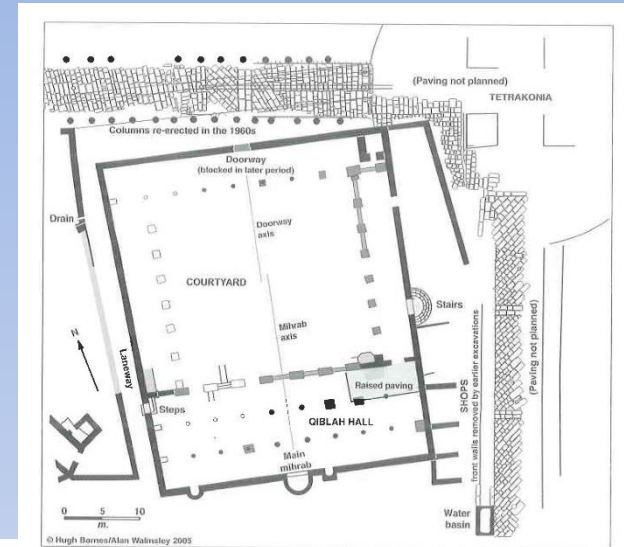 (Paving not planned)
TETRAKONIA
Columns re-erected in the 1960s
Doorway
(blocked in later period)
Drain
Doorway
axis
COURTYARD
Mihrab
axis
Stairs
N
Laneway
Raised paving
Steps
QIBLAH HALL
SHOPS
front walls removed by earlier excavations
(Paving not planned)
Main
mihrab
0 5 10
m.
Water
basin
© Hugh Barnes/Alan Walmsley 2005